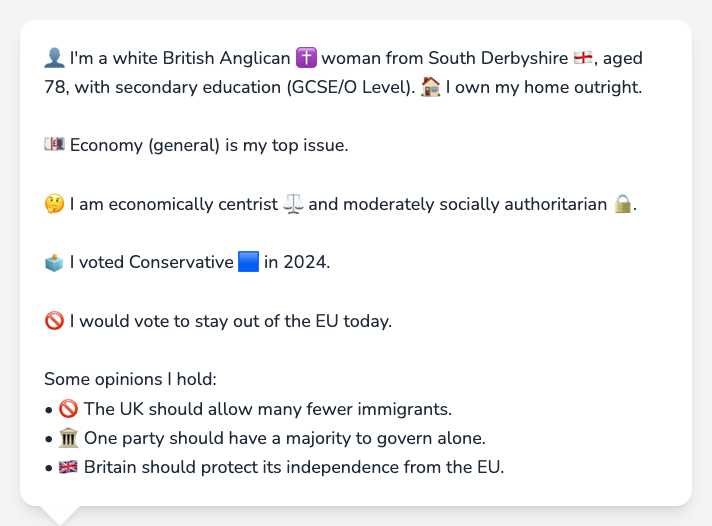 👤 I'm a white British Anglican ✝️ woman from South Derbyshire 🏴󠁧󠁢󠁥󠁮󠁧󠁿, aged
78, with secondary education (GCSE/O Level). 🏠 I own my home outright.
💷 Economy (general) is my top issue.
🤔 I am economically centrist ⚖️ and moderately socially authoritarian 🔒.
🗳️ I voted Conservative 🟦 in 2024.
🚫 I would vote to stay out of the EU today.
Some opinions I hold:
• 🚫 The UK should allow many fewer immigrants.
• 🏛️ One party should have a majority to govern alone.
• 🇬🇧 Britain should protect its independence from the EU.